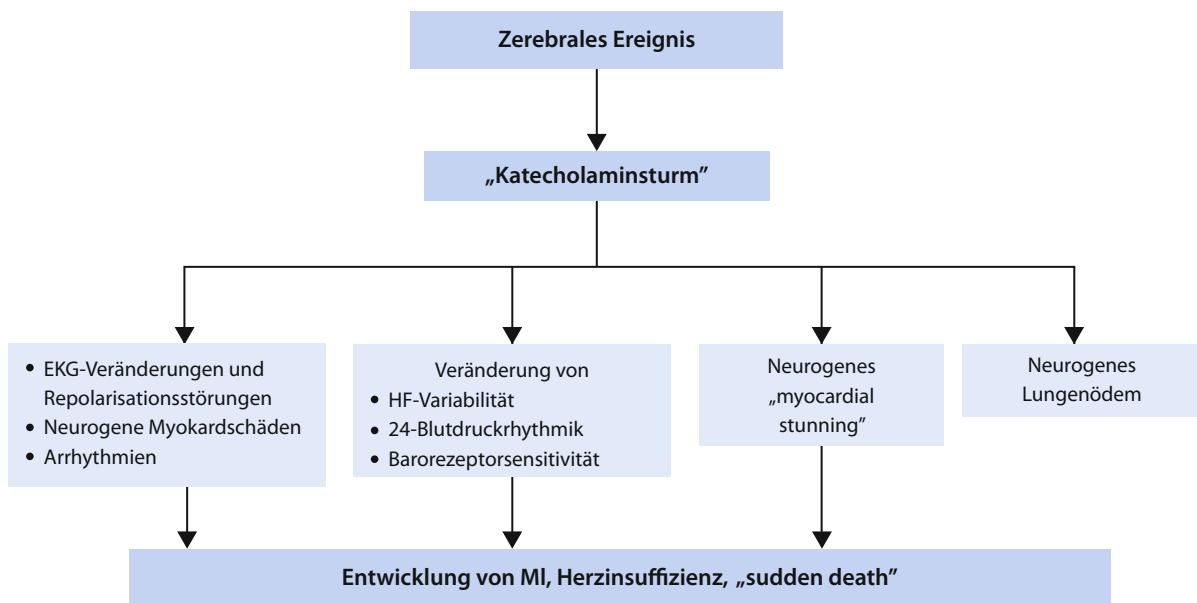 Zerebrales Ereignis
„Katecholaminsturm”
• EKG-Veränderungen und
Repolarisationsstörungen
• Neurogene Myokardschäden
• Arrhythmien
Veränderung von
• HF-Variabilität
• 24-Blutdruckrhythmik
• Barorezeptorsensitivität
Neurogenes
„myocardial
stunning”
Neurogenes
Lungenödem
Entwicklung von MI, Herzinsuffizienz, „sudden death”